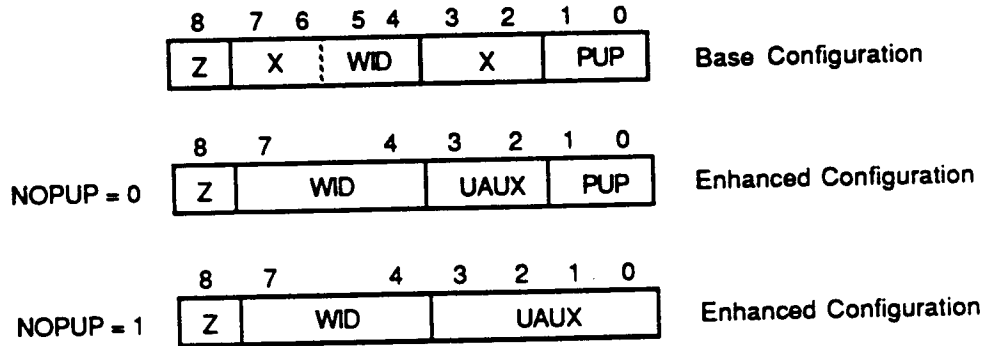 8 7 6 5 4 3 2 1 0
Z X WID X PUP Base Configuration
8 7 4 3 2 1 0
NOPUP = 0 Z WID UAUX PUP Enhanced Configuration
8 7 4 3 2 1 0
NOPUP = 1 Z WID UAUX Enhanced Configuration